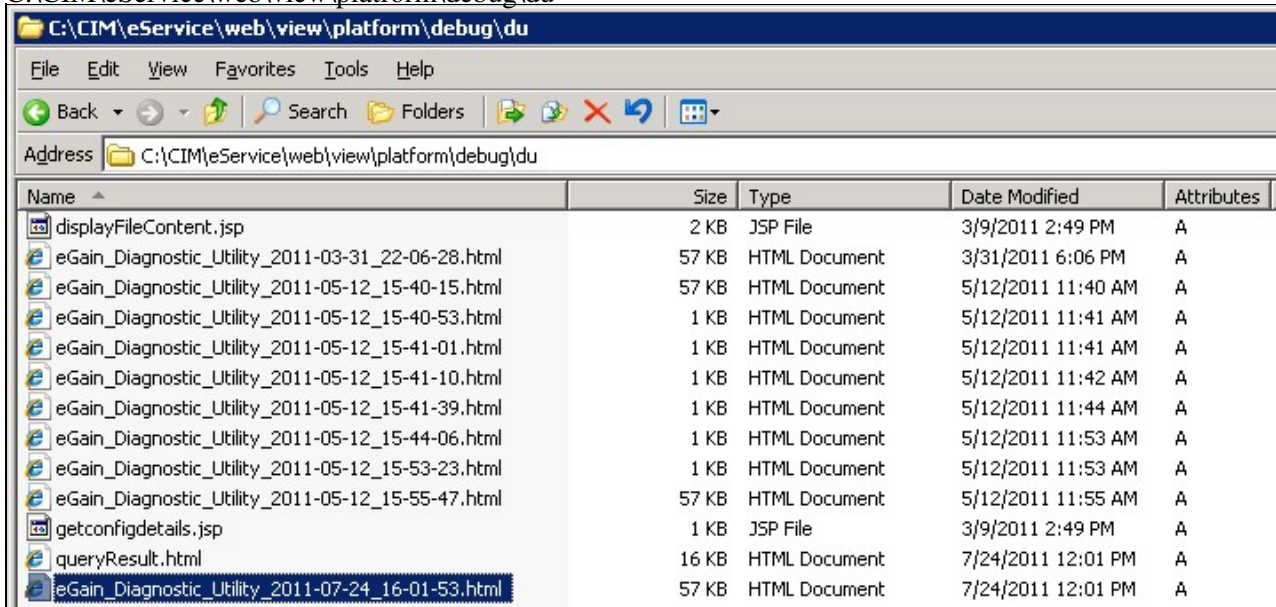 C:\CIM\eService\web\view\platform\debug\du
C:\CIM\eService\web\view\platform\debug\du
File Edit View Favorites Tools Help
Back Search Folders
Address C:\CIM\eService\web\view\platform\debug\du
Name Size Type Date Modified Attributes
displayFileContent.jsp 2 KB JSP File 3/9/2011 2:49 PM A
eGain_Diagnostic_Utility_2011-03-31_22-06-28.html 57 KB HTML Document 3/31/2011 6:06 PM A
eGain_Diagnostic_Utility_2011-05-12_15-40-15.html 57 KB HTML Document 5/12/2011 11:40 AM A
eGain_Diagnostic_Utility_2011-05-12_15-40-53.html 1 KB HTML Document 5/12/2011 11:41 AM A
eGain_Diagnostic_Utility_2011-05-12_15-41-01.html 1 KB HTML Document 5/12/2011 11:41 AM A
eGain_Diagnostic_Utility_2011-05-12_15-41-10.html 1 KB HTML Document 5/12/2011 11:42 AM A
eGain_Diagnostic_Utility_2011-05-12_15-41-39.html 1 KB HTML Document 5/12/2011 11:44 AM A
eGain_Diagnostic_Utility_2011-05-12_15-44-06.html 1 KB HTML Document 5/12/2011 11:53 AM A
eGain_Diagnostic_Utility_2011-05-12_15-53-23.html 1 KB HTML Document 5/12/2011 11:53 AM A
eGain_Diagnostic_Utility_2011-05-12_15-55-47.html 57 KB HTML Document 5/12/2011 11:55 AM A
getconfigdetails.jsp 1 KB JSP File 3/9/2011 2:49 PM A
queryResult.html 16 KB HTML Document 7/24/2011 12:01 PM A
eGain_Diagnostic_Utility_2011-07-24_16-01-53.html 57 KB HTML Document 7/24/2011 12:01 PM A